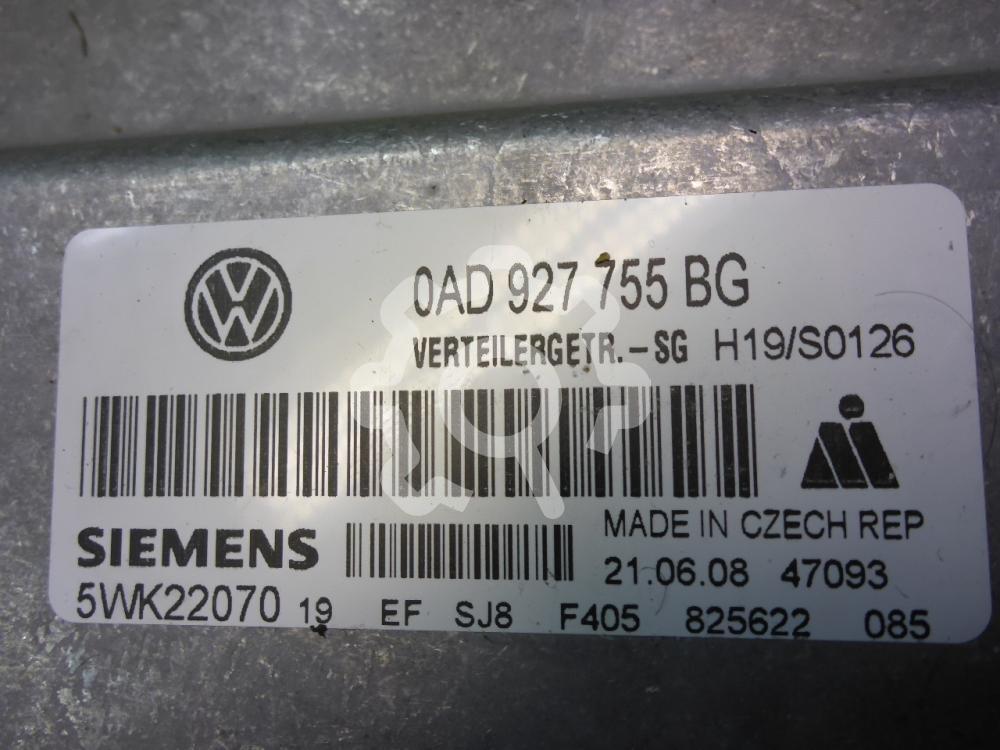 0AD 927 755 BG
VERTEILERGETR.-SG H19/S0126
SIEMENS
MADE IN CZECH REP
21.06.08 47093
5WK22070 19 EF SJ8 F405 825622 085